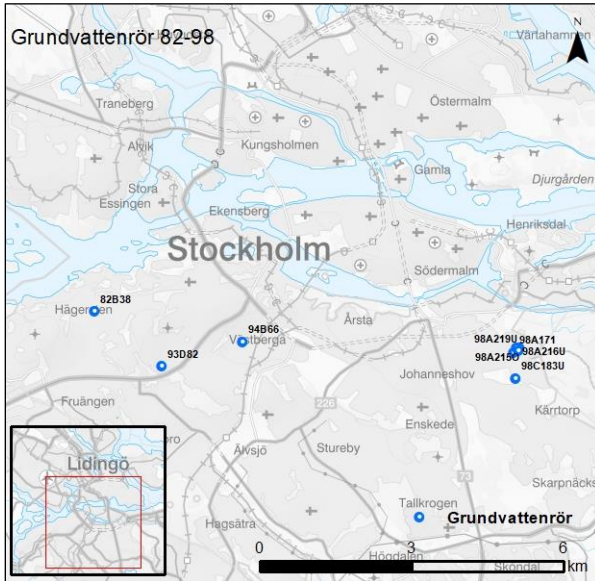 Grundvattenrör 82-98
N
Värtahamnen
Traneberg
Östermalm
Alvik
Kungsholmen
Stora
Essingen
Gamla
Djurgården
Ekensberg
Henriksdal
Stockholm
Södermalm
82B38
Hägersten
94B66
Årsta
98A219U
98A171
Västberga
98A216U
93D82
98C183U
Johanneshov
Fruängen
226
Enskede
Kärrtorp
Lidingö
Älvsjö
Stureby
73
Skarpnäck
Hagsätra
Tallkrogen
Grundvattenrör
Högdalen
Sköndal
0
3
6
km